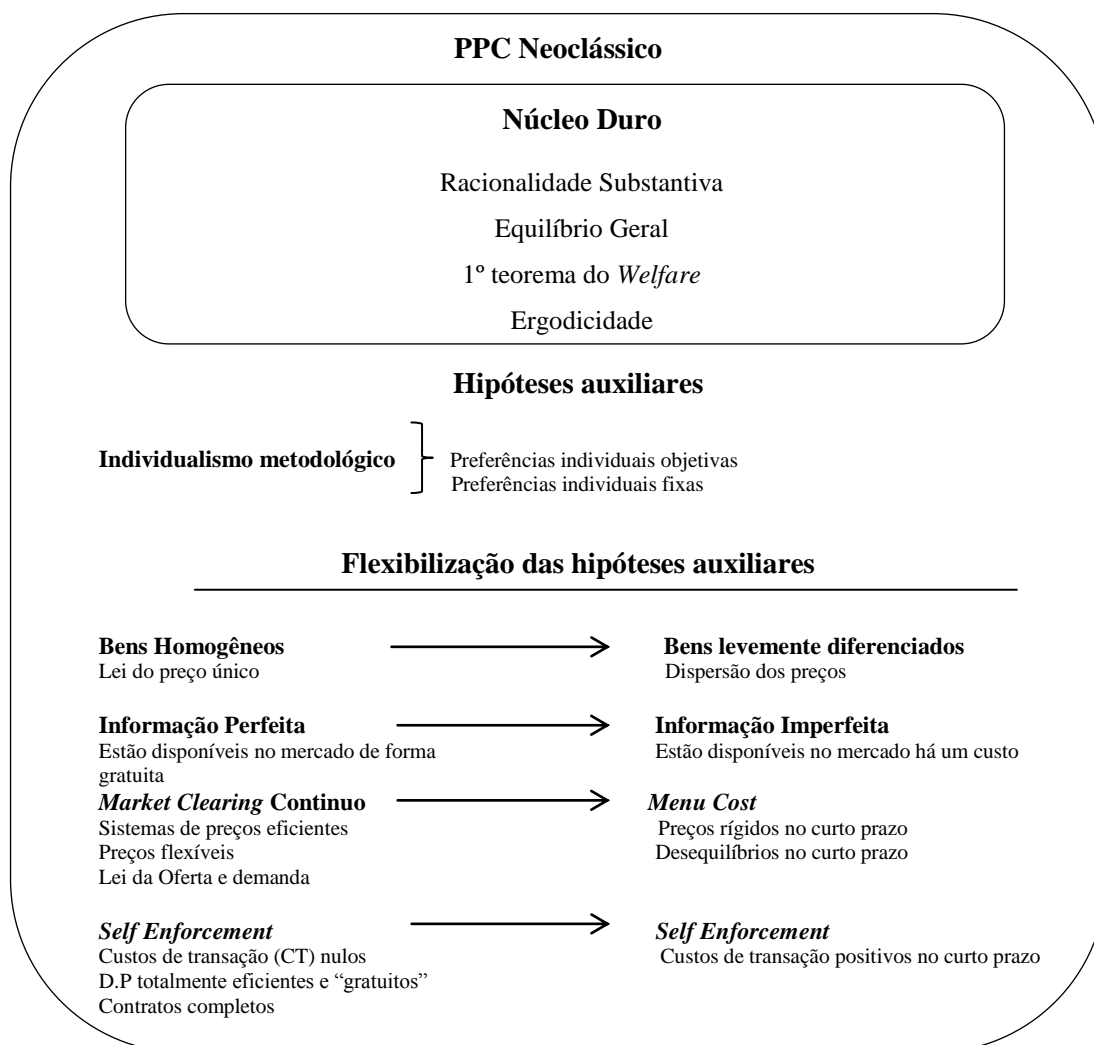 PPC Neoclássico
Núcleo Duro
Racionalidade Substantiva
Equilíbrio Geral
1º teorema do Welfare
Ergodicidade
Hipóteses auxiliares
Individualismo metodológico
Preferências individuais objetivas
Preferências individuais fixas
Flexibilização das hipóteses auxiliares
Bens Homogêneos
Lei do preço único
Bens levemente diferenciados
Dispersão dos preços
Informação Perfeita
Estão disponíveis no mercado de forma
gratuita
Informação Imperfeita
Estão disponíveis no mercado há um custo
Market Clearing Continuo
Sistemas de preços eficientes
Preços flexíveis
Lei da Oferta e demanda
Menu Cost
Preços rígidos no curto prazo
Desequilíbrios no curto prazo
Self Enforcement
Custos de transação (CT) nulos
D.P totalmente eficientes e “gratuitos”
Contratos completos
Self Enforcement
Custos de transação positivos no curto prazo